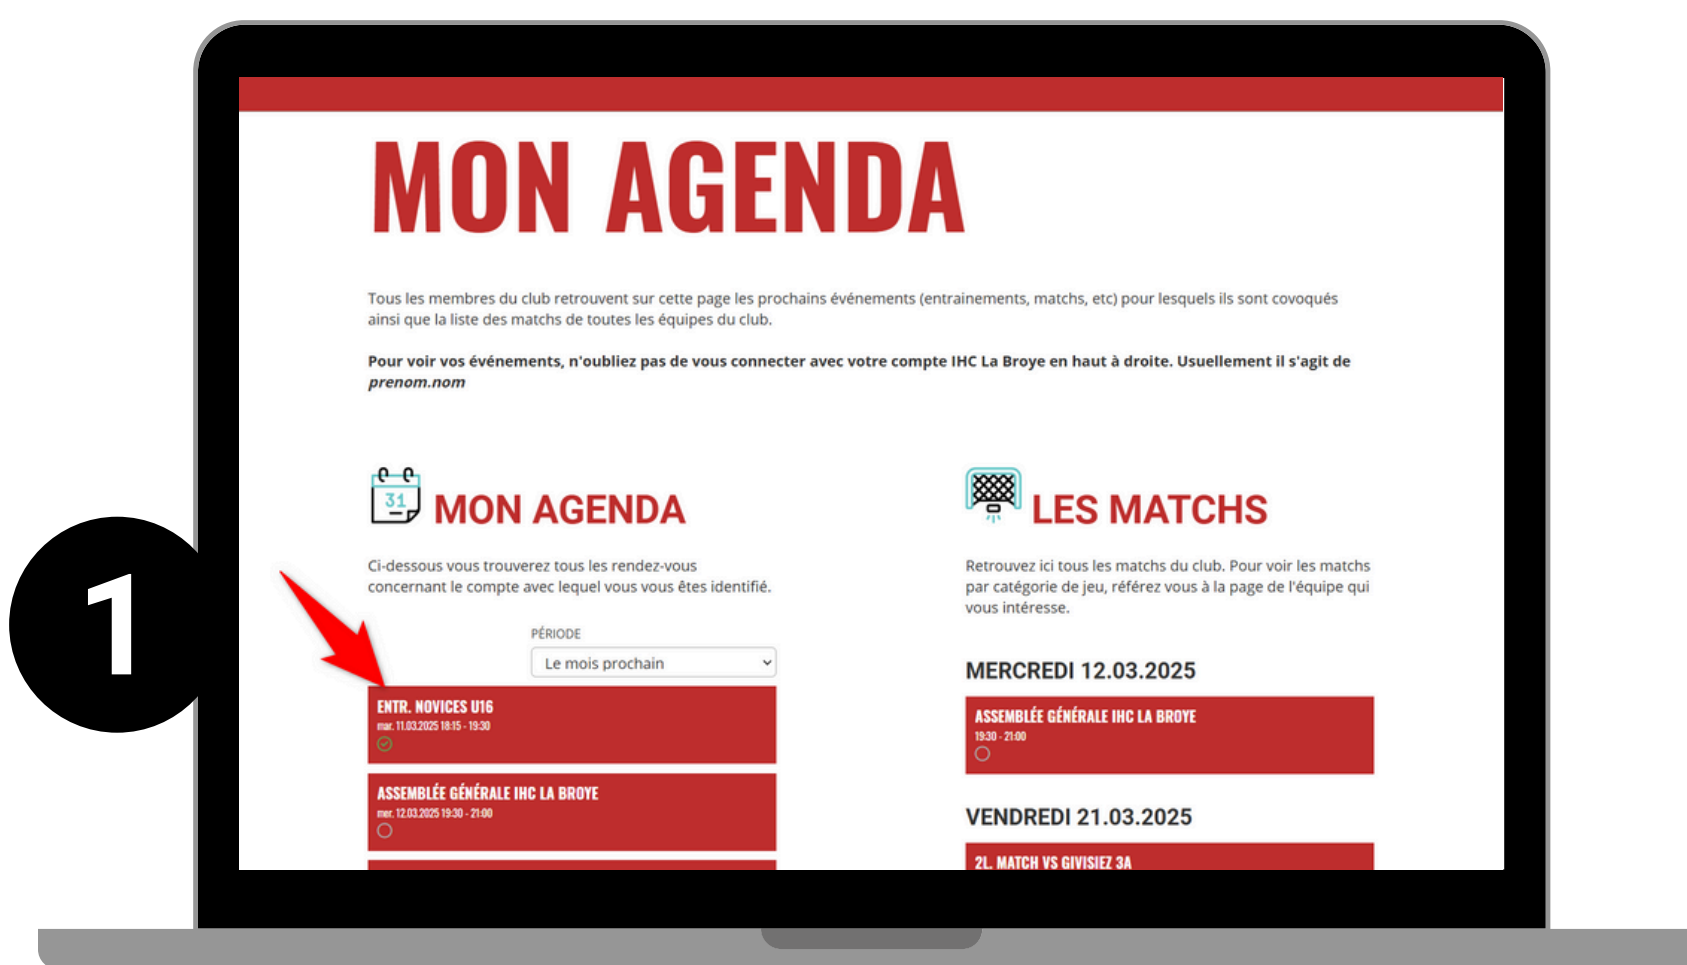 MON AGENDA
Tous les membres du club retrouvent sur cette page les prochains événements (entrainements, matchs, etc) pour lesquels ils sont covoqués
ainsi que la liste des matchs de toutes les équipes du club.
Pour voir vos événements, n'oubliez pas de vous connecter avec votre compte IHC La Broye en haut à droite. Usuellement il s'agit de
prenom.nom
31
MON AGENDA
Ci-dessous vous trouverez tous les rendez-vous
concernant le compte avec lequel vous vous êtes identifié.
PÉRIODE
Le mois prochain
ENTR. NOVICES U16
mar. 11.03.2025 18:15 - 19:30
ASSEMBLÉE GÉNÉRALE IHC LA BROYE
mer. 12.03.2025 19:30 - 21:00
LES MATCHS
Retrouvez ici tous les matchs du club. Pour voir les matchs
par catégorie de jeu, référez vous à la page de l'équipe qui
vous intéresse.
MERCREDI 12.03.2025
ASSEMBLÉE GÉNÉRALE IHC LA BROYE
19:30 - 21:00
VENDREDI 21.03.2025
2L. MATCH VS GIVISIEZ 3A
1